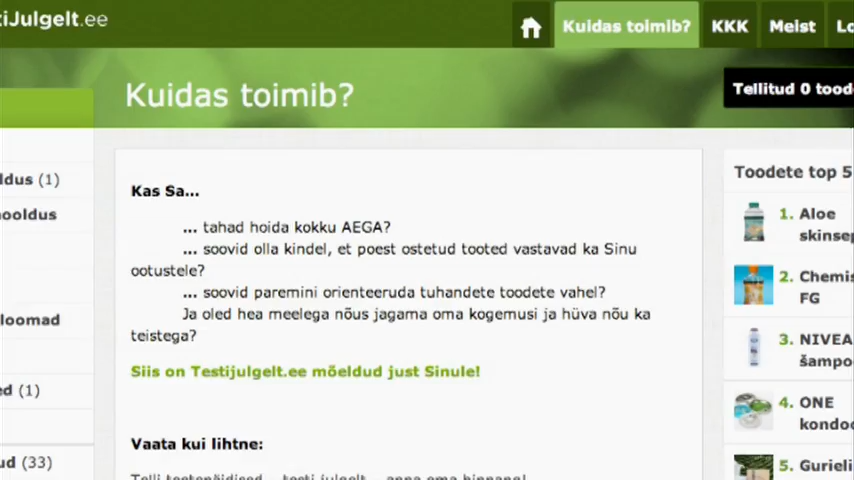 tiJulgelt.ee
Kuidas toimib?
KKK
Meist
Lo
Kuidas toimib?
Tellitud 0 tood
ldus (1)
hooldus
loomad
ed (1)
ud (33)
Kas Sa...
... tahad hoida kokku AEGA?
... soovid olla kindel, et poest ostetud tooted vastavad ka Sinu
ootustele?
... soovid paremini orienteeruda tuhandete toodete vahel?
Ja oled hea meelega nõus jagama oma kogemusi ja hüva nõu ka
teistega?
Siis on Testijulgelt.ee mõeldud just Sinule!
Vaata kui lihtne:
Toodete top 5
1. Aloe
skinsep
2. Chemis
FG
3. NIVEA
šampo
4. ONE
kondoo
5. Gurieli